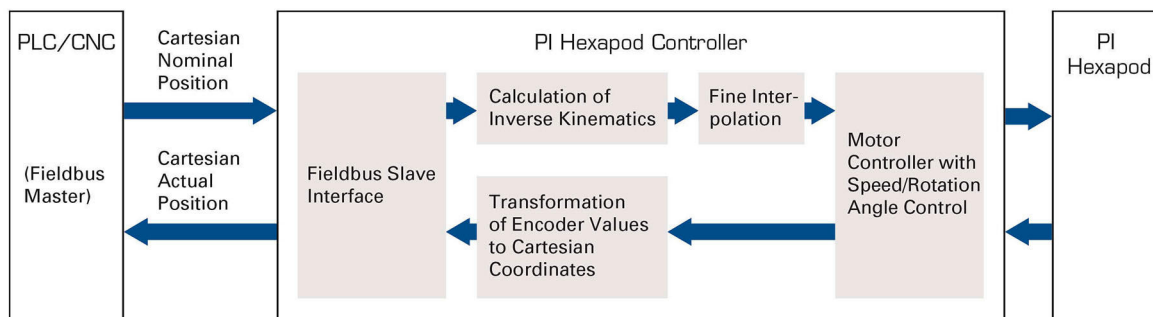 PLC/CNC
(Fieldbus
Master)
Cartesian
Nominal
Position
Cartesian
Actual
Position
PI Hexapod Controller
Fieldbus Slave
Interface
Calculation of
Inverse Kinematics
Fine Inter-
polation
Transformation
of Encoder Values
to Cartesian
Coordinates
Motor
Controller with
Speed/Rotation
Angle Control
PI
Hexapod